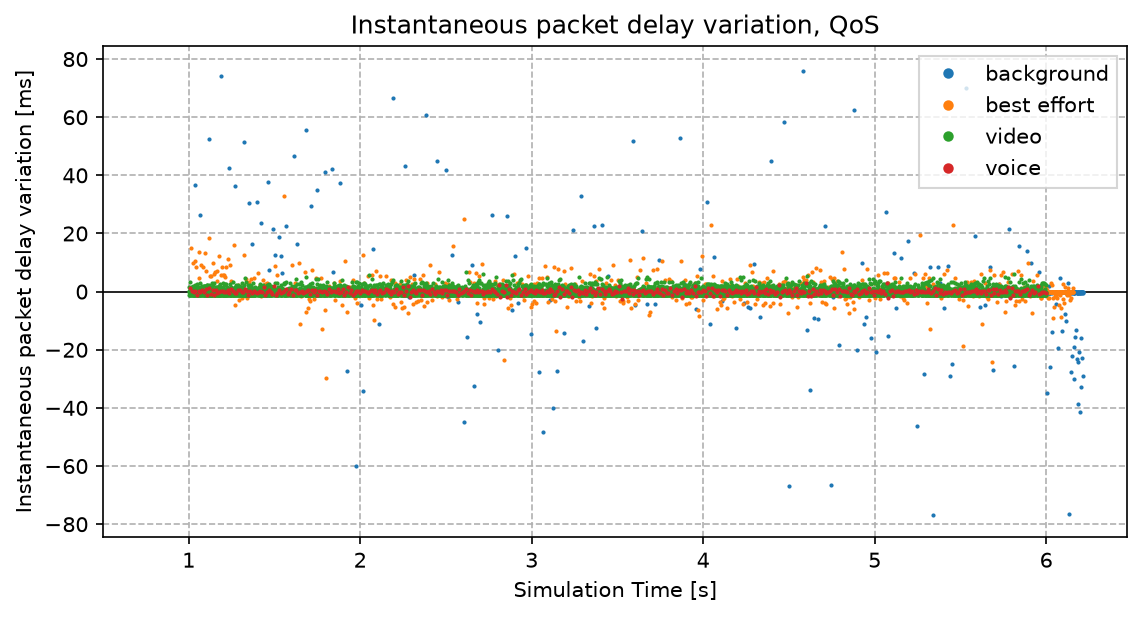 Instantaneous packet delay variation, QoS
Instantaneous packet delay variation [ms]
80
60
40
20
0
−20
−40
−60
−80
background
best effort
video
voice
1 2 3 4 5 6
Simulation Time [s]